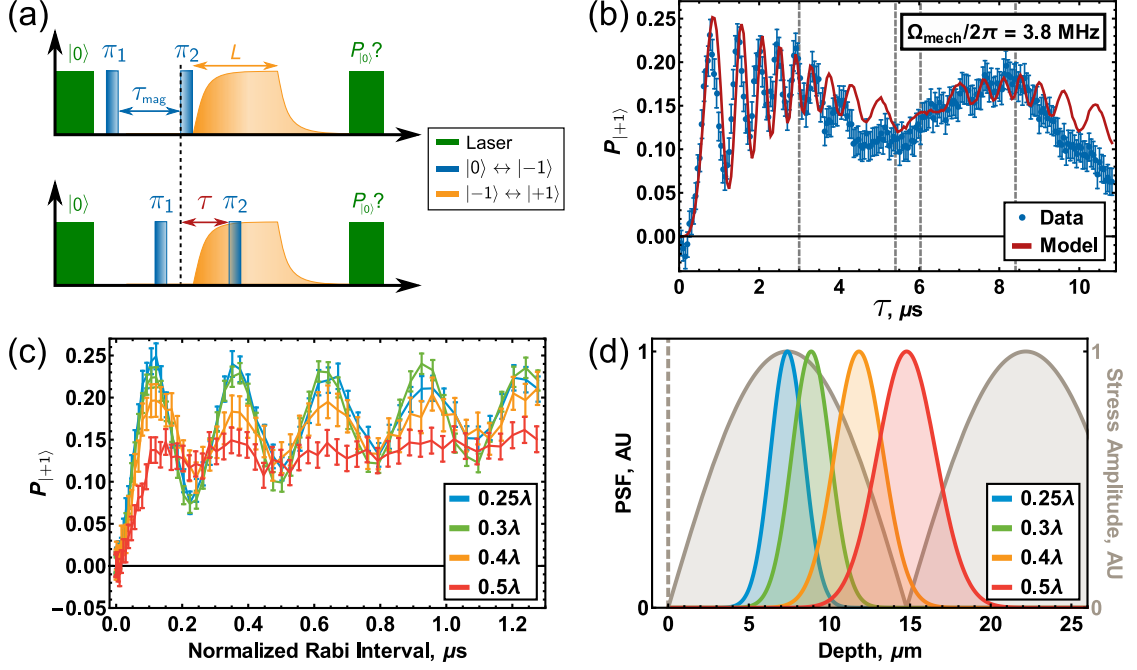 (a)
|0⟩ π₁ π₂ L P|0⟩?
τmag
|0⟩ π₁ τ π₂ P|0⟩?
Laser
|0⟩ ↔ |−1⟩
|−1⟩ ↔ |+1⟩
(b)
Ωmech/2π = 3.8 MHz
P|+1⟩
0.25
0.20
0.15
0.10
0.05
0.00
Data
Model
0 2 4 6 8 10
τ, μs
(c)
P|+1⟩
0.25
0.20
0.15
0.10
0.05
0.00
−0.05
0.25λ
0.3λ
0.4λ
0.5λ
0.0 0.2 0.4 0.6 0.8 1.0 1.2
Normalized Rabi Interval, μs
(d)
PSF, AU
1
0
Stress Amplitude, AU
1
0
0.25λ
0.3λ
0.4λ
0.5λ
0 5 10 15 20 25
Depth, μm